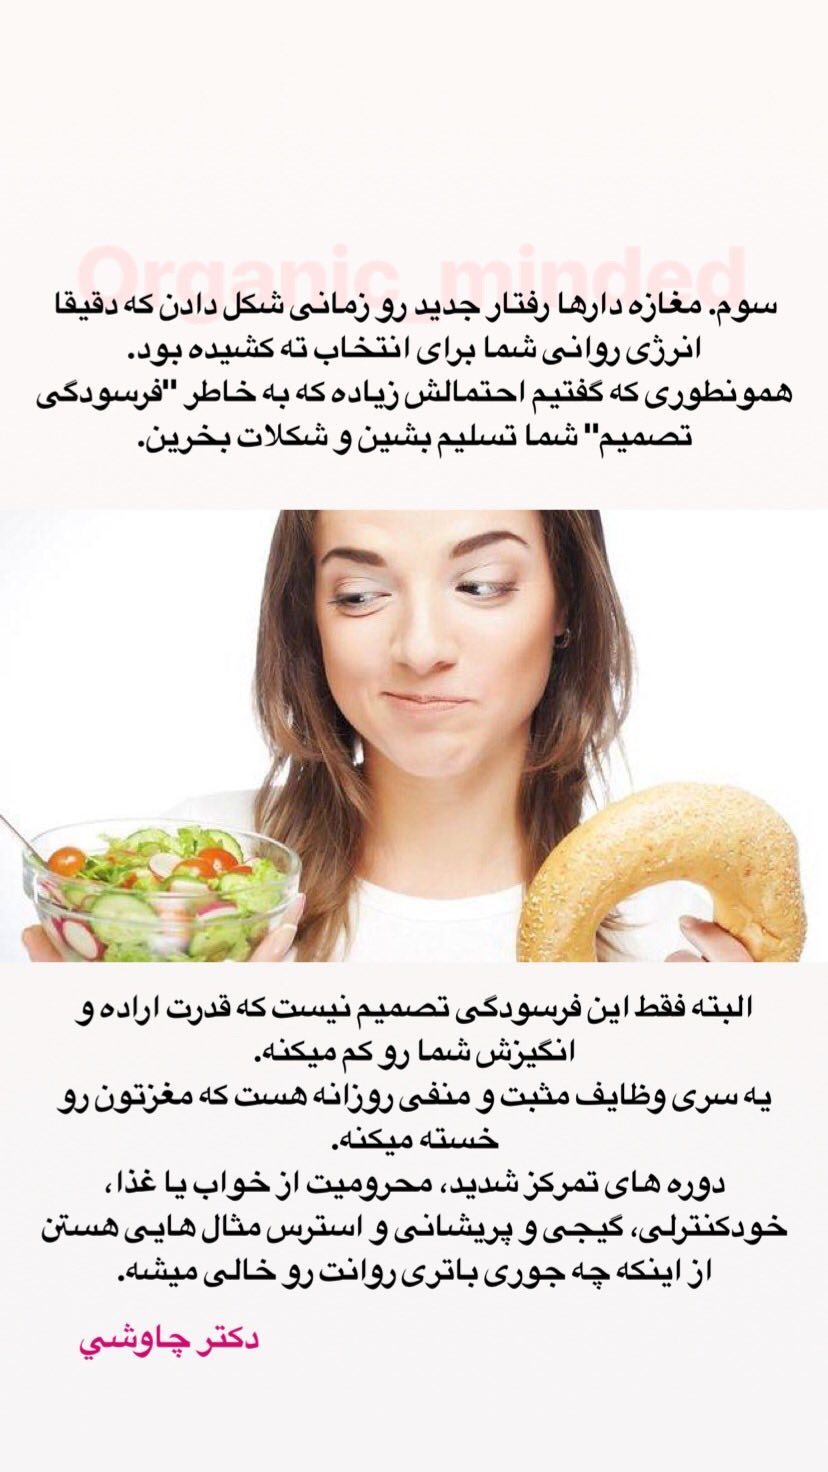 Organic_minded
سوم. مغازه دارها رفتار جدید رو زمانی شکل دادن که دقیقا
انرژی روانی شما برای انتخاب ته کشیده بود.
همونطوری که گفتیم احتمالش زیاده که به خاطر "فرسودگی
تصمیم" شما تسلیم بشین و شکلات بخرین.
البته فقط این فرسودگی تصمیم نیست که قدرت اراده و
انگیزش شما رو کم میکنه.
یه سری وظایف مثبت و منفی روزانه هست که مغزتون رو
خسته میکنه.
دوره های تمرکز شدید، محرومیت از خواب یا غذا،
خودکنترلی، گیجی و پریشانی و استرس مثال هایی هستن
از اینکه چه جوری باتری روانت رو خالی میشه.
دکتر چاوشي